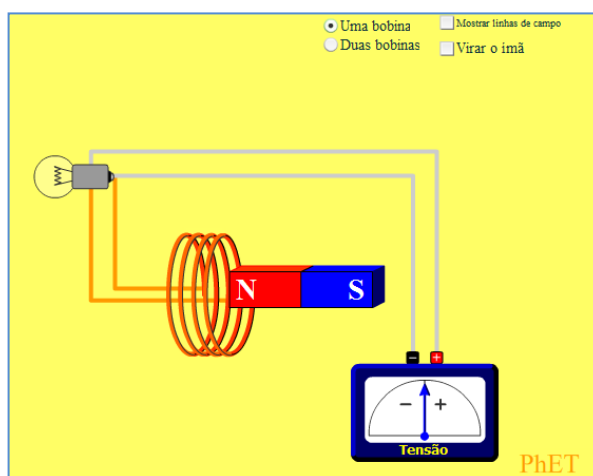 Uma bobina
Duas bobinas
Mostrar linhas de campo
Virar o imã
N S
− +
− +
Tensão
PhET